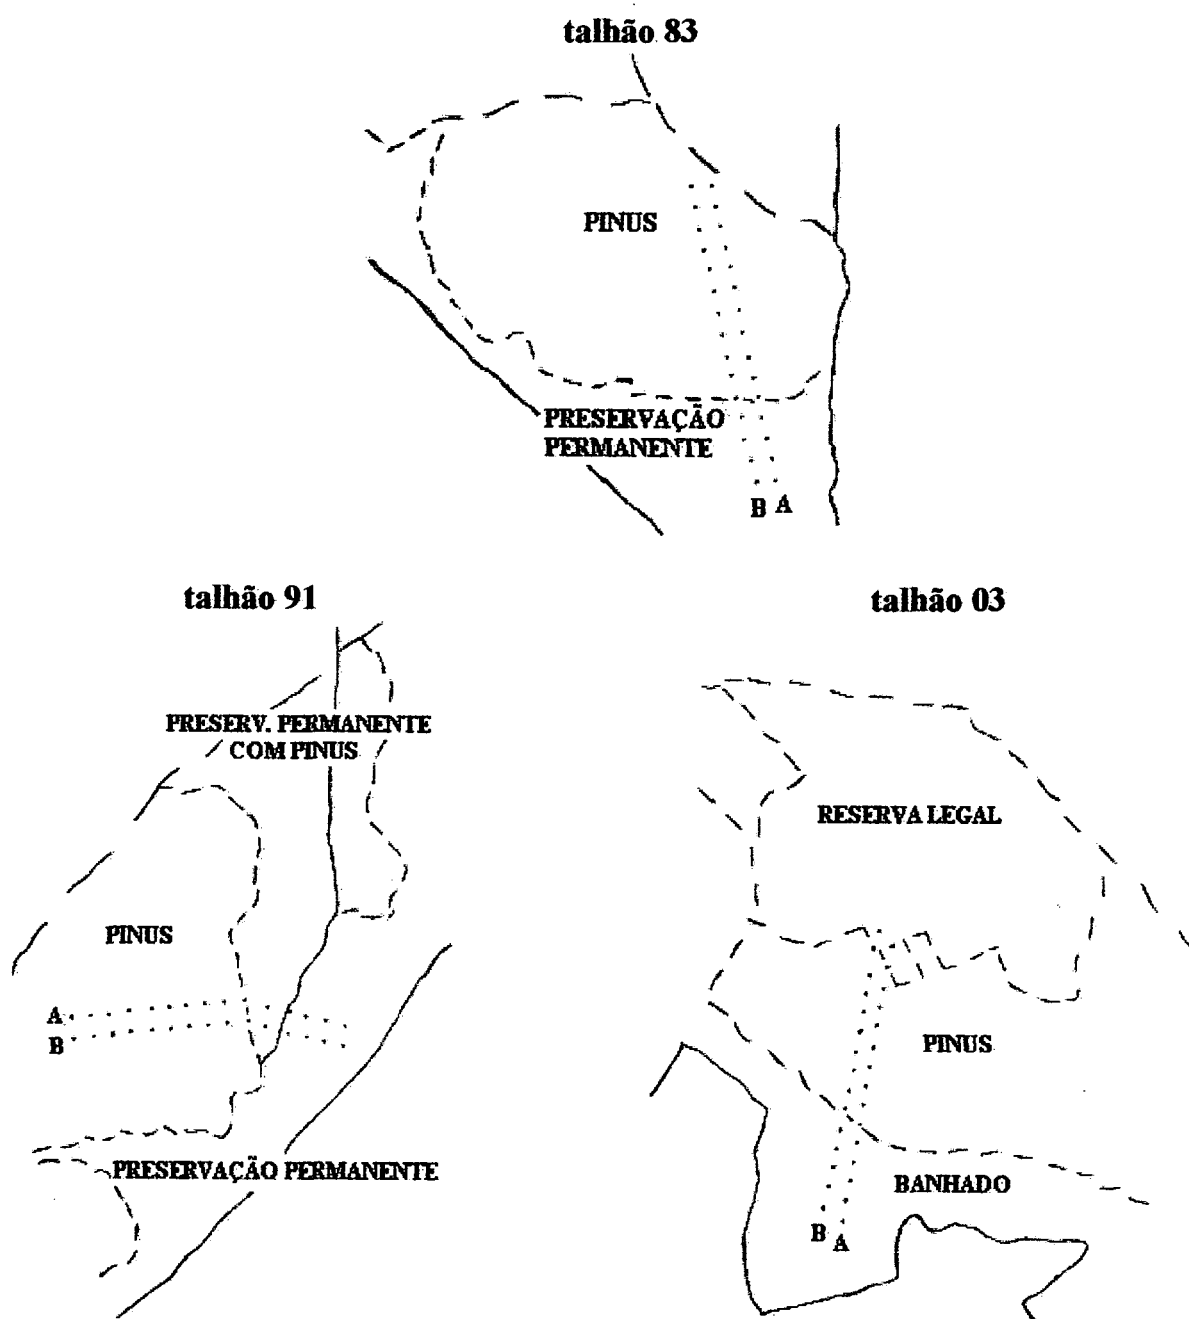 talhão 83
PINUS
PRESERVAÇÃO
PERMANENTE
B A
talhão 91
PRESERV. PERMANENTE
COM PINUS
PINUS
A
B
PRESERVAÇÃO PERMANENTE
talhão 03
RESERVA LEGAL
PINUS
BANHADO
B A